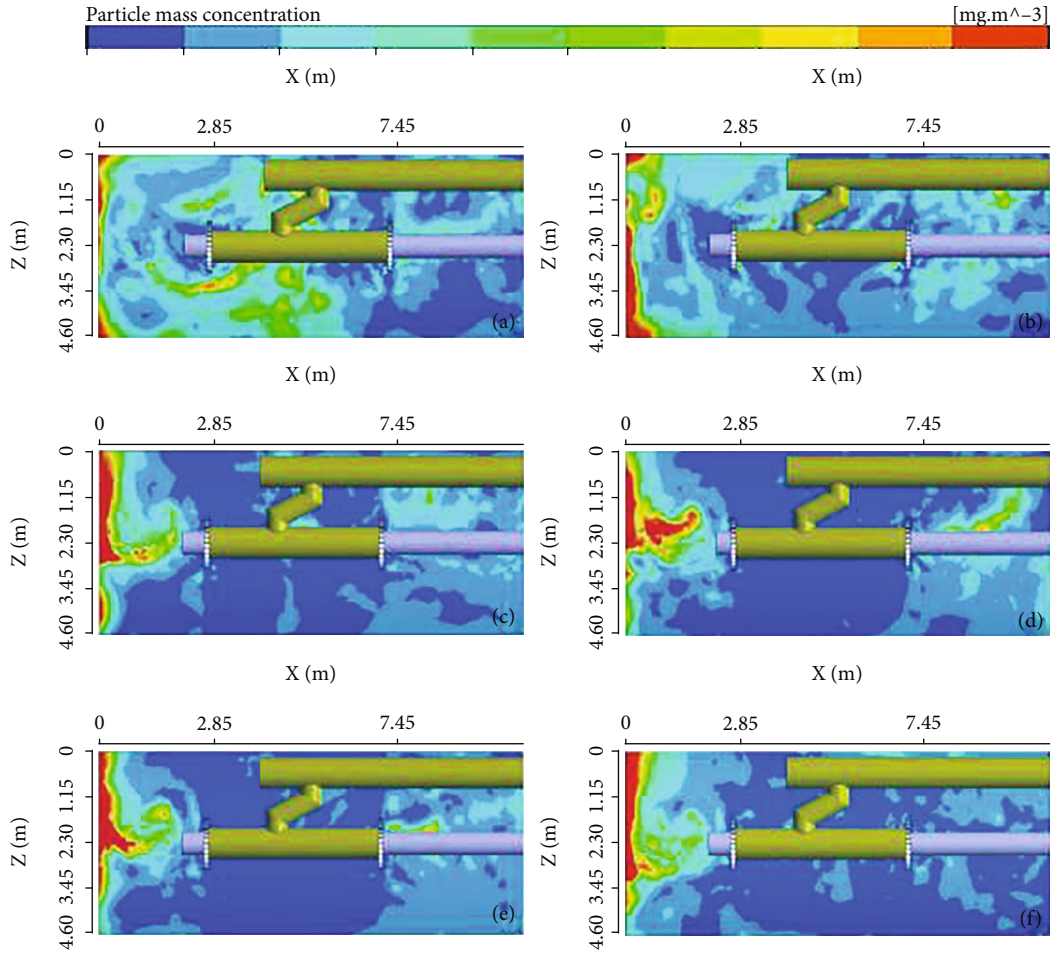 Particle mass concentration [mg.m^–3]
X (m) X (m)
0 2.85 7.45 0 2.85 7.45
Z (m) 0 1.15 2.30 3.45 4.60 (a) Z (m) 0 1.15 2.30 3.45 4.60 (b)
X (m) X (m)
0 2.85 7.45 0 2.85 7.45
Z (m) 0 1.15 2.30 3.45 4.60 (c) Z (m) 0 1.15 2.30 3.45 4.60 (d)
X (m) X (m)
0 2.85 7.45 0 2.85 7.45
Z (m) 0 1.15 2.30 3.45 4.60 (e) Z (m) 0 1.15 2.30 3.45 4.60 (f)